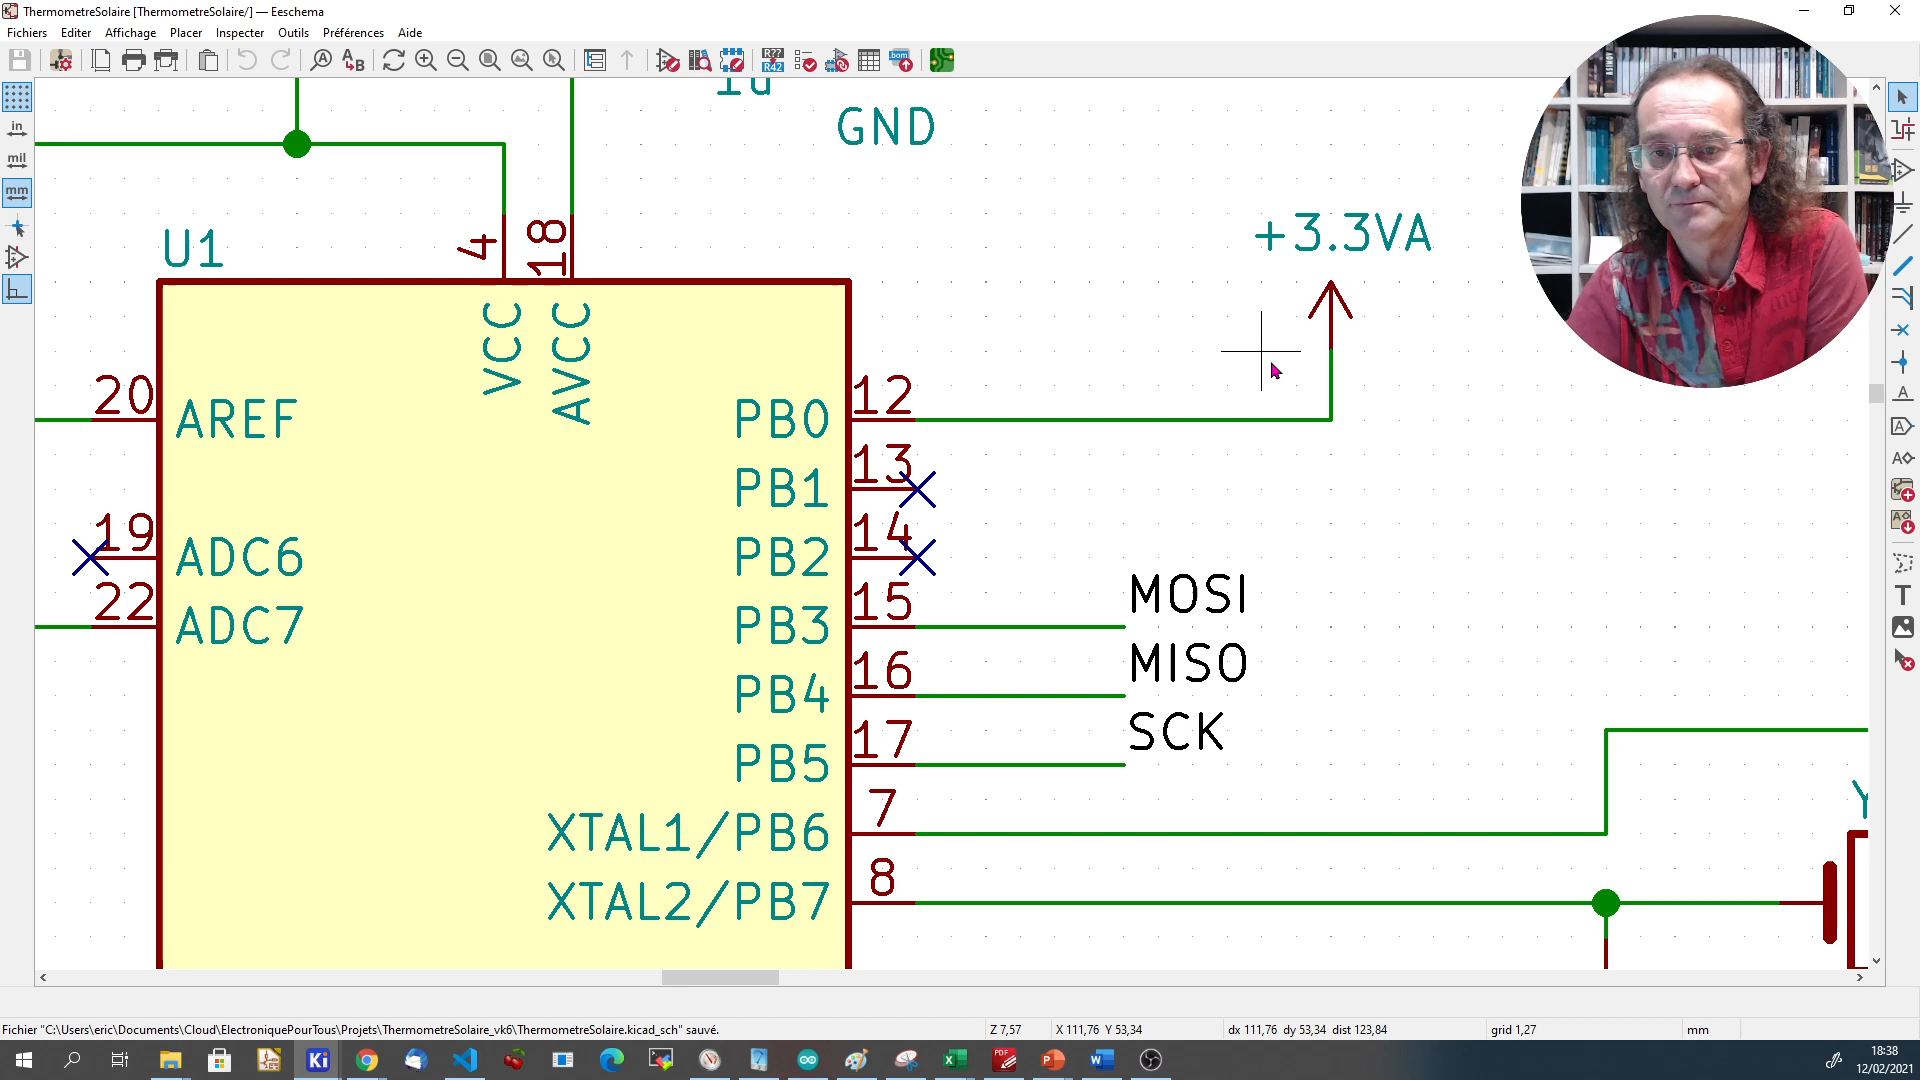 ThermometreSolaire [ThermometreSolaire/] — Eeschema
Fichiers Editer Affichage Placer Inspecter Outils Préférences Aide
GND
+3.3VA
U1
4
18
VCC
AVCC
20
AREF
PB0
12
13
PB1
19
ADC6
14
PB2
22
ADC7
15
PB3
MOSI
16
PB4
MISO
17
PB5
SCK
7
XTAL1/PB6
8
XTAL2/PB7
in
mil
mm
R??
R42
bom
PDF
Ki
Fichier "C:\Users\eric\Documents\Cloud\ElectroniquePourTous\Projets\ThermometreSolaire_vk6\ThermometreSolaire.kicad_sch" sauvé.
Z 7,57
X 111,76 Y 53,34
dx 111,76 dy 53,34 dist 123,84
grid 1,27
mm
18:38
12/02/2021